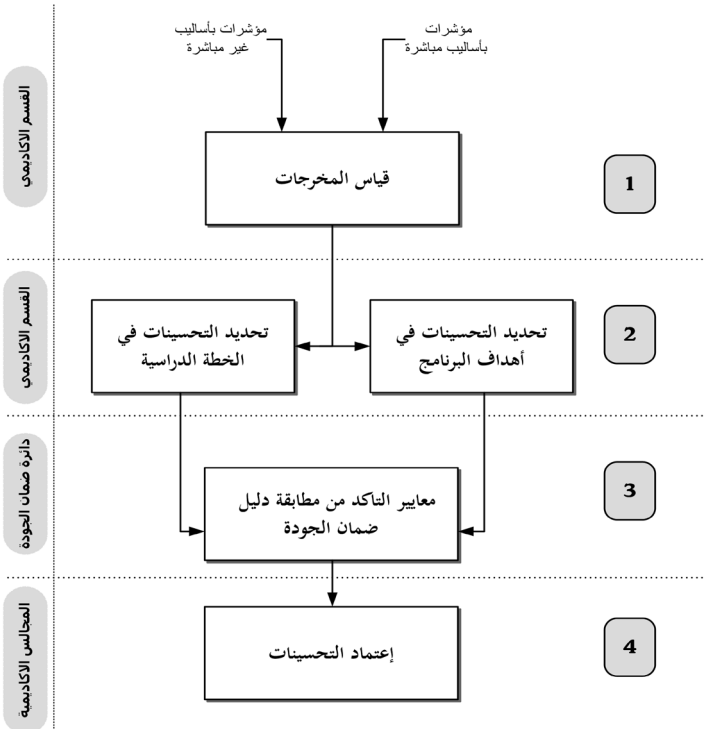 مؤشرات
بأساليب مباشرة
مؤشرات بأساليب
غير مباشرة
القسم الاكاديمي
قياس المخرجات
1
القسم الاكاديمي
تحديد التحسينات في
أهداف البرنامج
تحديد التحسينات في
الخطة الدراسية
2
دائرة ضمان الجودة
معايير التاكد من مطابقة دليل
ضمان الجودة
3
المجالس الاكاديمية
إعتماد التحسينات
4